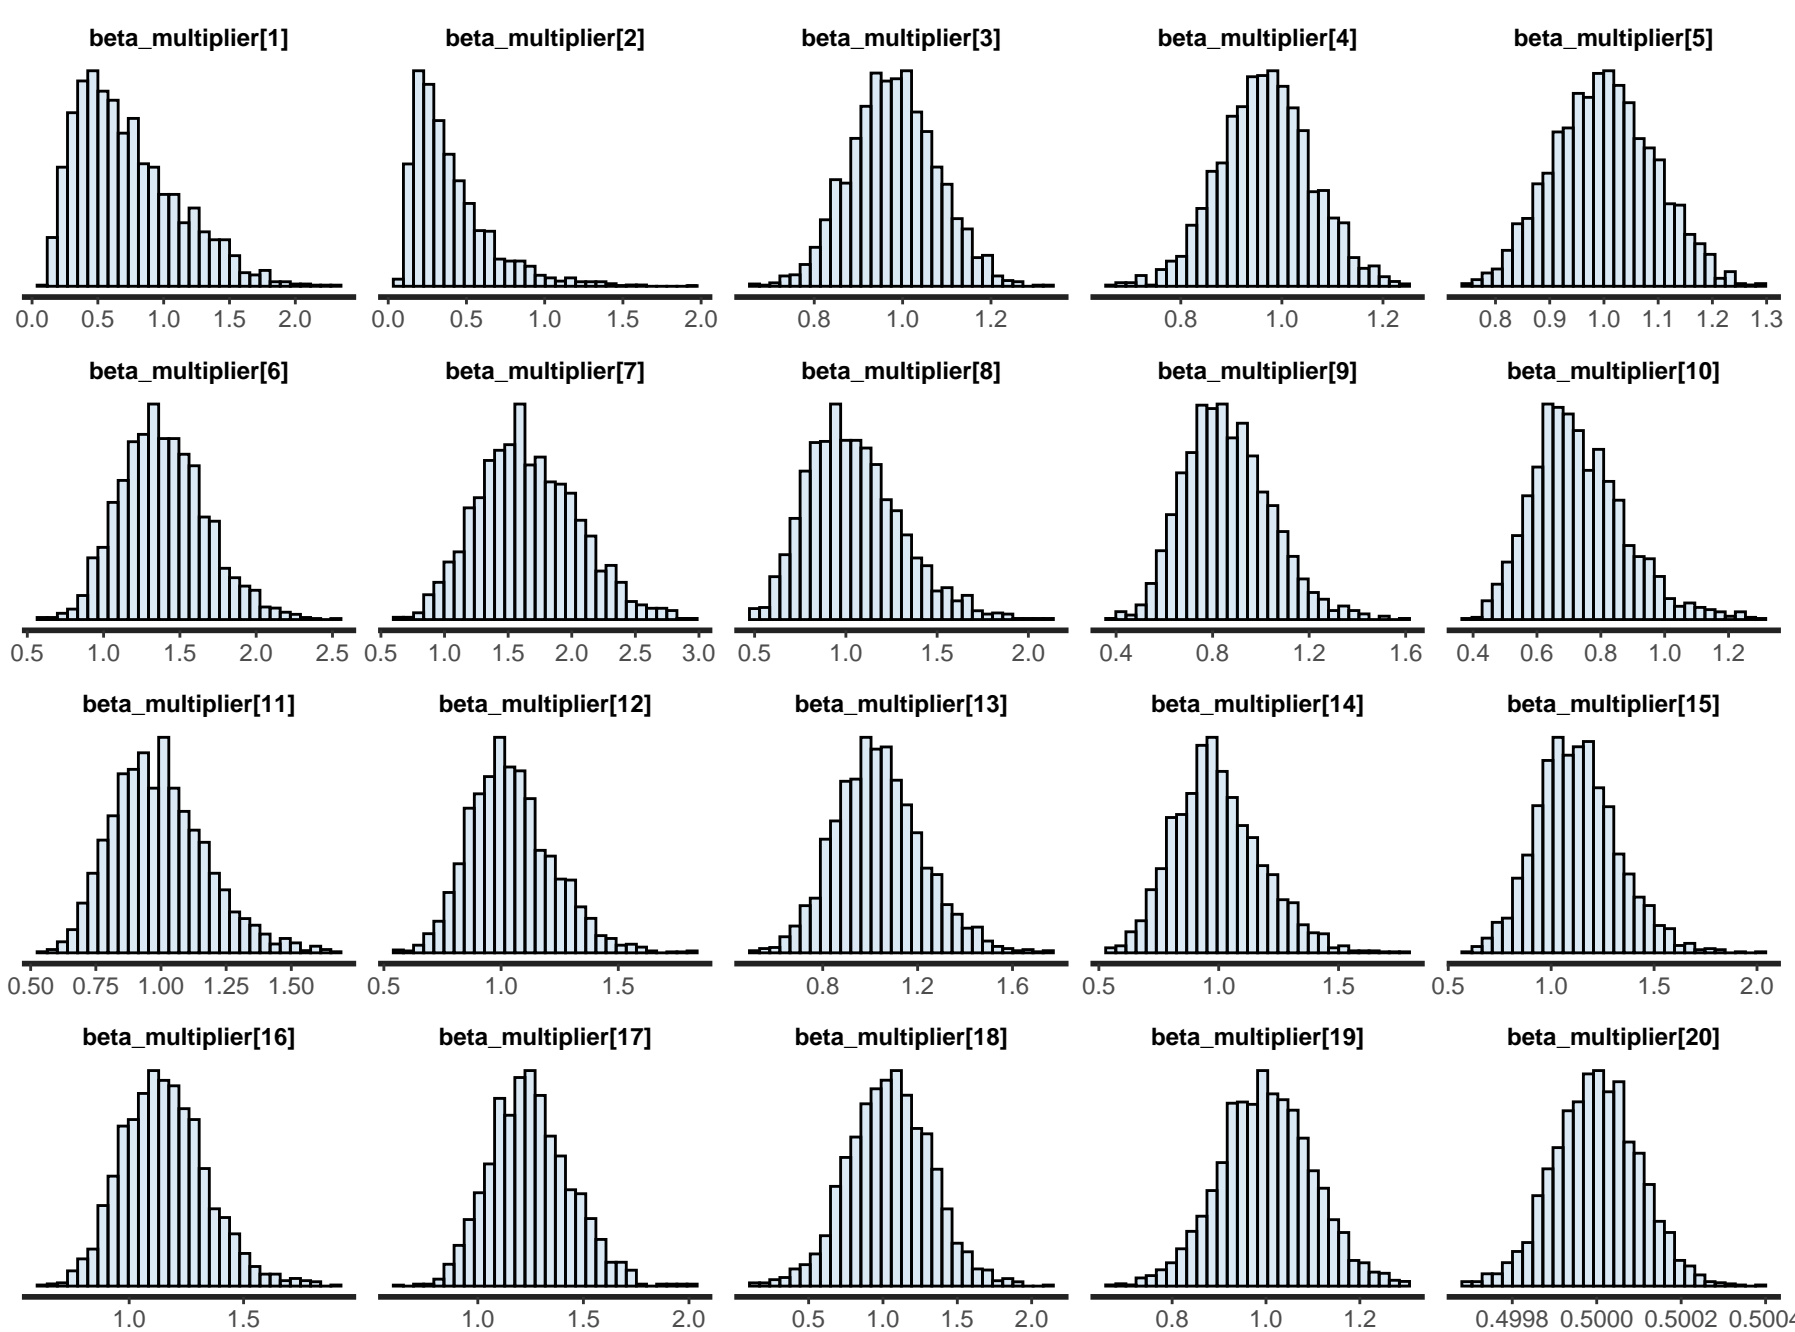 beta_multiplier[1] beta_multiplier[2] beta_multiplier[3] beta_multiplier[4] beta_multiplier[5]
0.0 0.5 1.0 1.5 2.0 0.0 0.5 1.0 1.5 2.0 0.8 1.0 1.2 0.8 1.0 1.2 0.8 0.9 1.0 1.1 1.2 1.3
beta_multiplier[6] beta_multiplier[7] beta_multiplier[8] beta_multiplier[9] beta_multiplier[10]
0.5 1.0 1.5 2.0 2.5 0.5 1.0 1.5 2.0 2.5 3.0 0.5 1.0 1.5 2.0 0.4 0.8 1.2 1.6 0.4 0.6 0.8 1.0 1.2
beta_multiplier[11] beta_multiplier[12] beta_multiplier[13] beta_multiplier[14] beta_multiplier[15]
0.50 0.75 1.00 1.25 1.50 0.5 1.0 1.5 0.8 1.2 1.6 0.5 1.0 1.5 0.5 1.0 1.5 2.0
beta_multiplier[16] beta_multiplier[17] beta_multiplier[18] beta_multiplier[19] beta_multiplier[20]
1.0 1.5 1.0 1.5 2.0 0.5 1.0 1.5 2.0 0.8 1.0 1.2 0.4998 0.5000 0.5002 0.5004